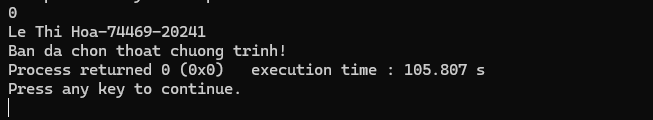 0
Le Thi Hoa-74469-20241
Ban da chon thoat chuong trinh!
Process returned 0 (0x0)   execution time : 105.807 s
Press any key to continue.